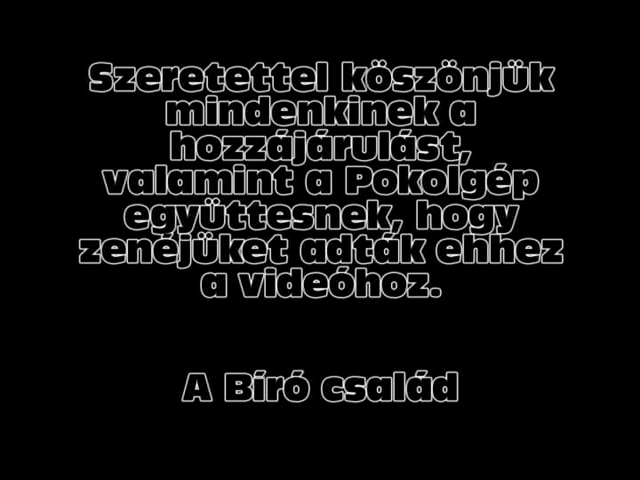 Szeretettel köszönjük
mindenkinek a
hozzájárulást,
valamint a Pokolgép
együttesnek, hogy
zenéjüket adták ehhez
a videóhoz.
A Bíró család